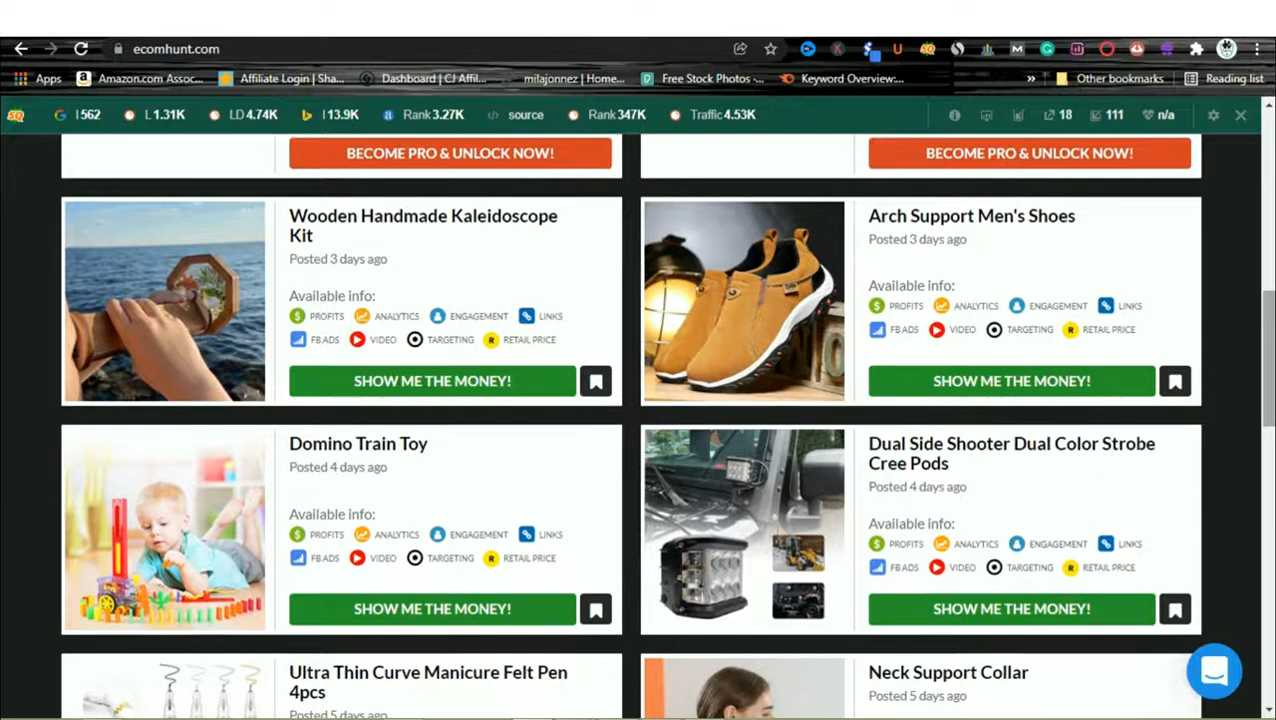 ecomhunt.com
Apps
Amazon.com Assoc...
Affiliate Login | Sha...
Dashboard | CJ Affil...
milajonnez | Home...
Free Stock Photos -...
Keyword Overview:...
»
Other bookmarks
Reading list
I 562
L 1.31K
LD 4.74K
I 13.9K
Rank 3.27K
source
Rank 347K
Traffic 4.53K
18
111
n/a
BECOME PRO & UNLOCK NOW!
BECOME PRO & UNLOCK NOW!
Wooden Handmade Kaleidoscope
Kit
Posted 3 days ago
Available info:
PROFITS ANALYTICS ENGAGEMENT LINKS
FB ADS VIDEO TARGETING RETAIL PRICE
SHOW ME THE MONEY!
Arch Support Men's Shoes
Posted 3 days ago
Available info:
PROFITS ANALYTICS ENGAGEMENT LINKS
FB ADS VIDEO TARGETING RETAIL PRICE
SHOW ME THE MONEY!
Domino Train Toy
Posted 4 days ago
Available info:
PROFITS ANALYTICS ENGAGEMENT LINKS
FB ADS VIDEO TARGETING RETAIL PRICE
SHOW ME THE MONEY!
Dual Side Shooter Dual Color Strobe
Cree Pods
Posted 4 days ago
Available info:
PROFITS ANALYTICS ENGAGEMENT LINKS
FB ADS VIDEO TARGETING RETAIL PRICE
SHOW ME THE MONEY!
Ultra Thin Curve Manicure Felt Pen
4pcs
Posted 5 days ago
Neck Support Collar
Posted 5 days ago